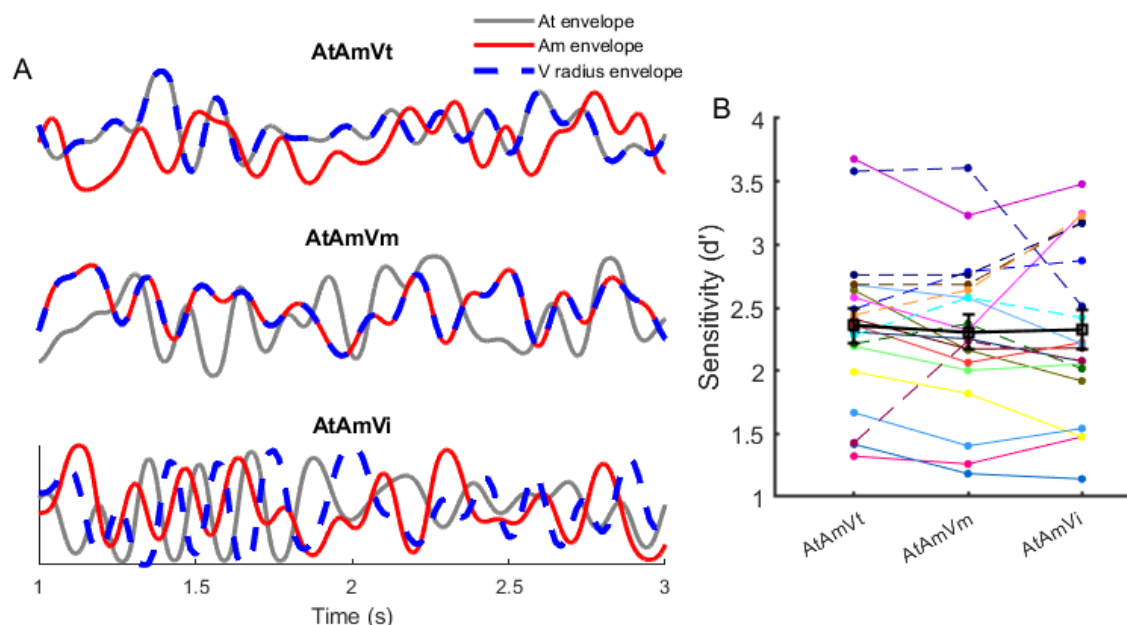 A
At envelope
Am envelope
V radius envelope
AtAmVt
AtAmVm
AtAmVi
1
1.5
2
2.5
3
Time (s)
B
4
3.5
3
2.5
2
1.5
1
Sensitivity (d')
AtAmVt
AtAmVm
AtAmVi